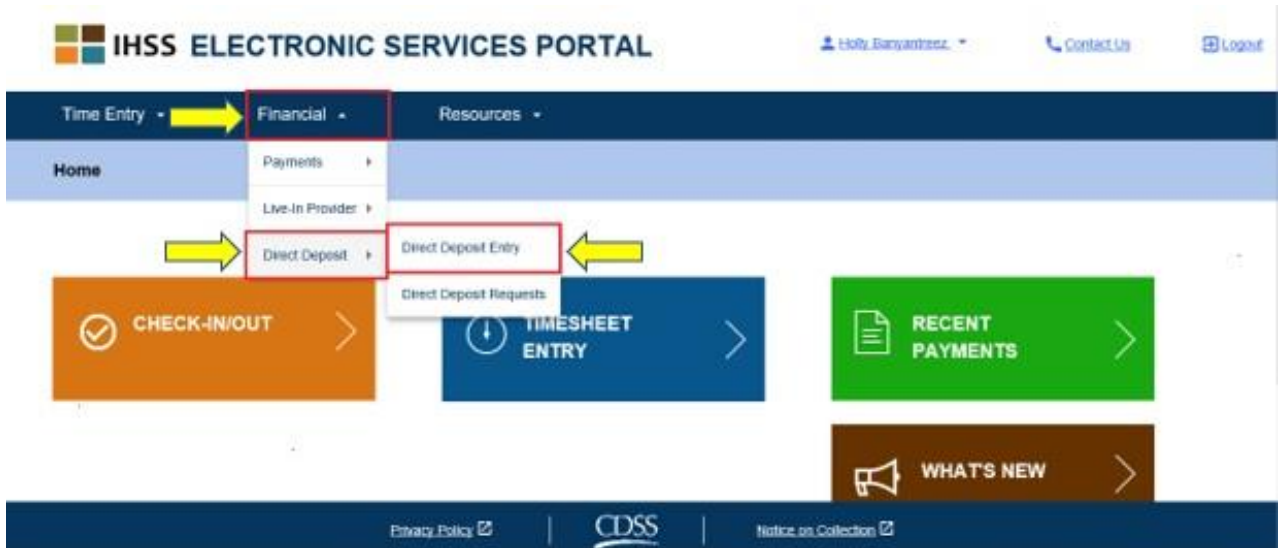 IHSS ELECTRONIC SERVICES PORTAL
Holly Banyantreez
Contact Us
Logout
Time Entry
Financial
Resources
Home
Payments
Live-In Provider
Direct Deposit
Direct Deposit Entry
Direct Deposit Requests
CHECK-IN/OUT
TIMESHEET
ENTRY
RECENT
PAYMENTS
WHAT'S NEW
Privacy Policy
CDSS
Notice on Collection